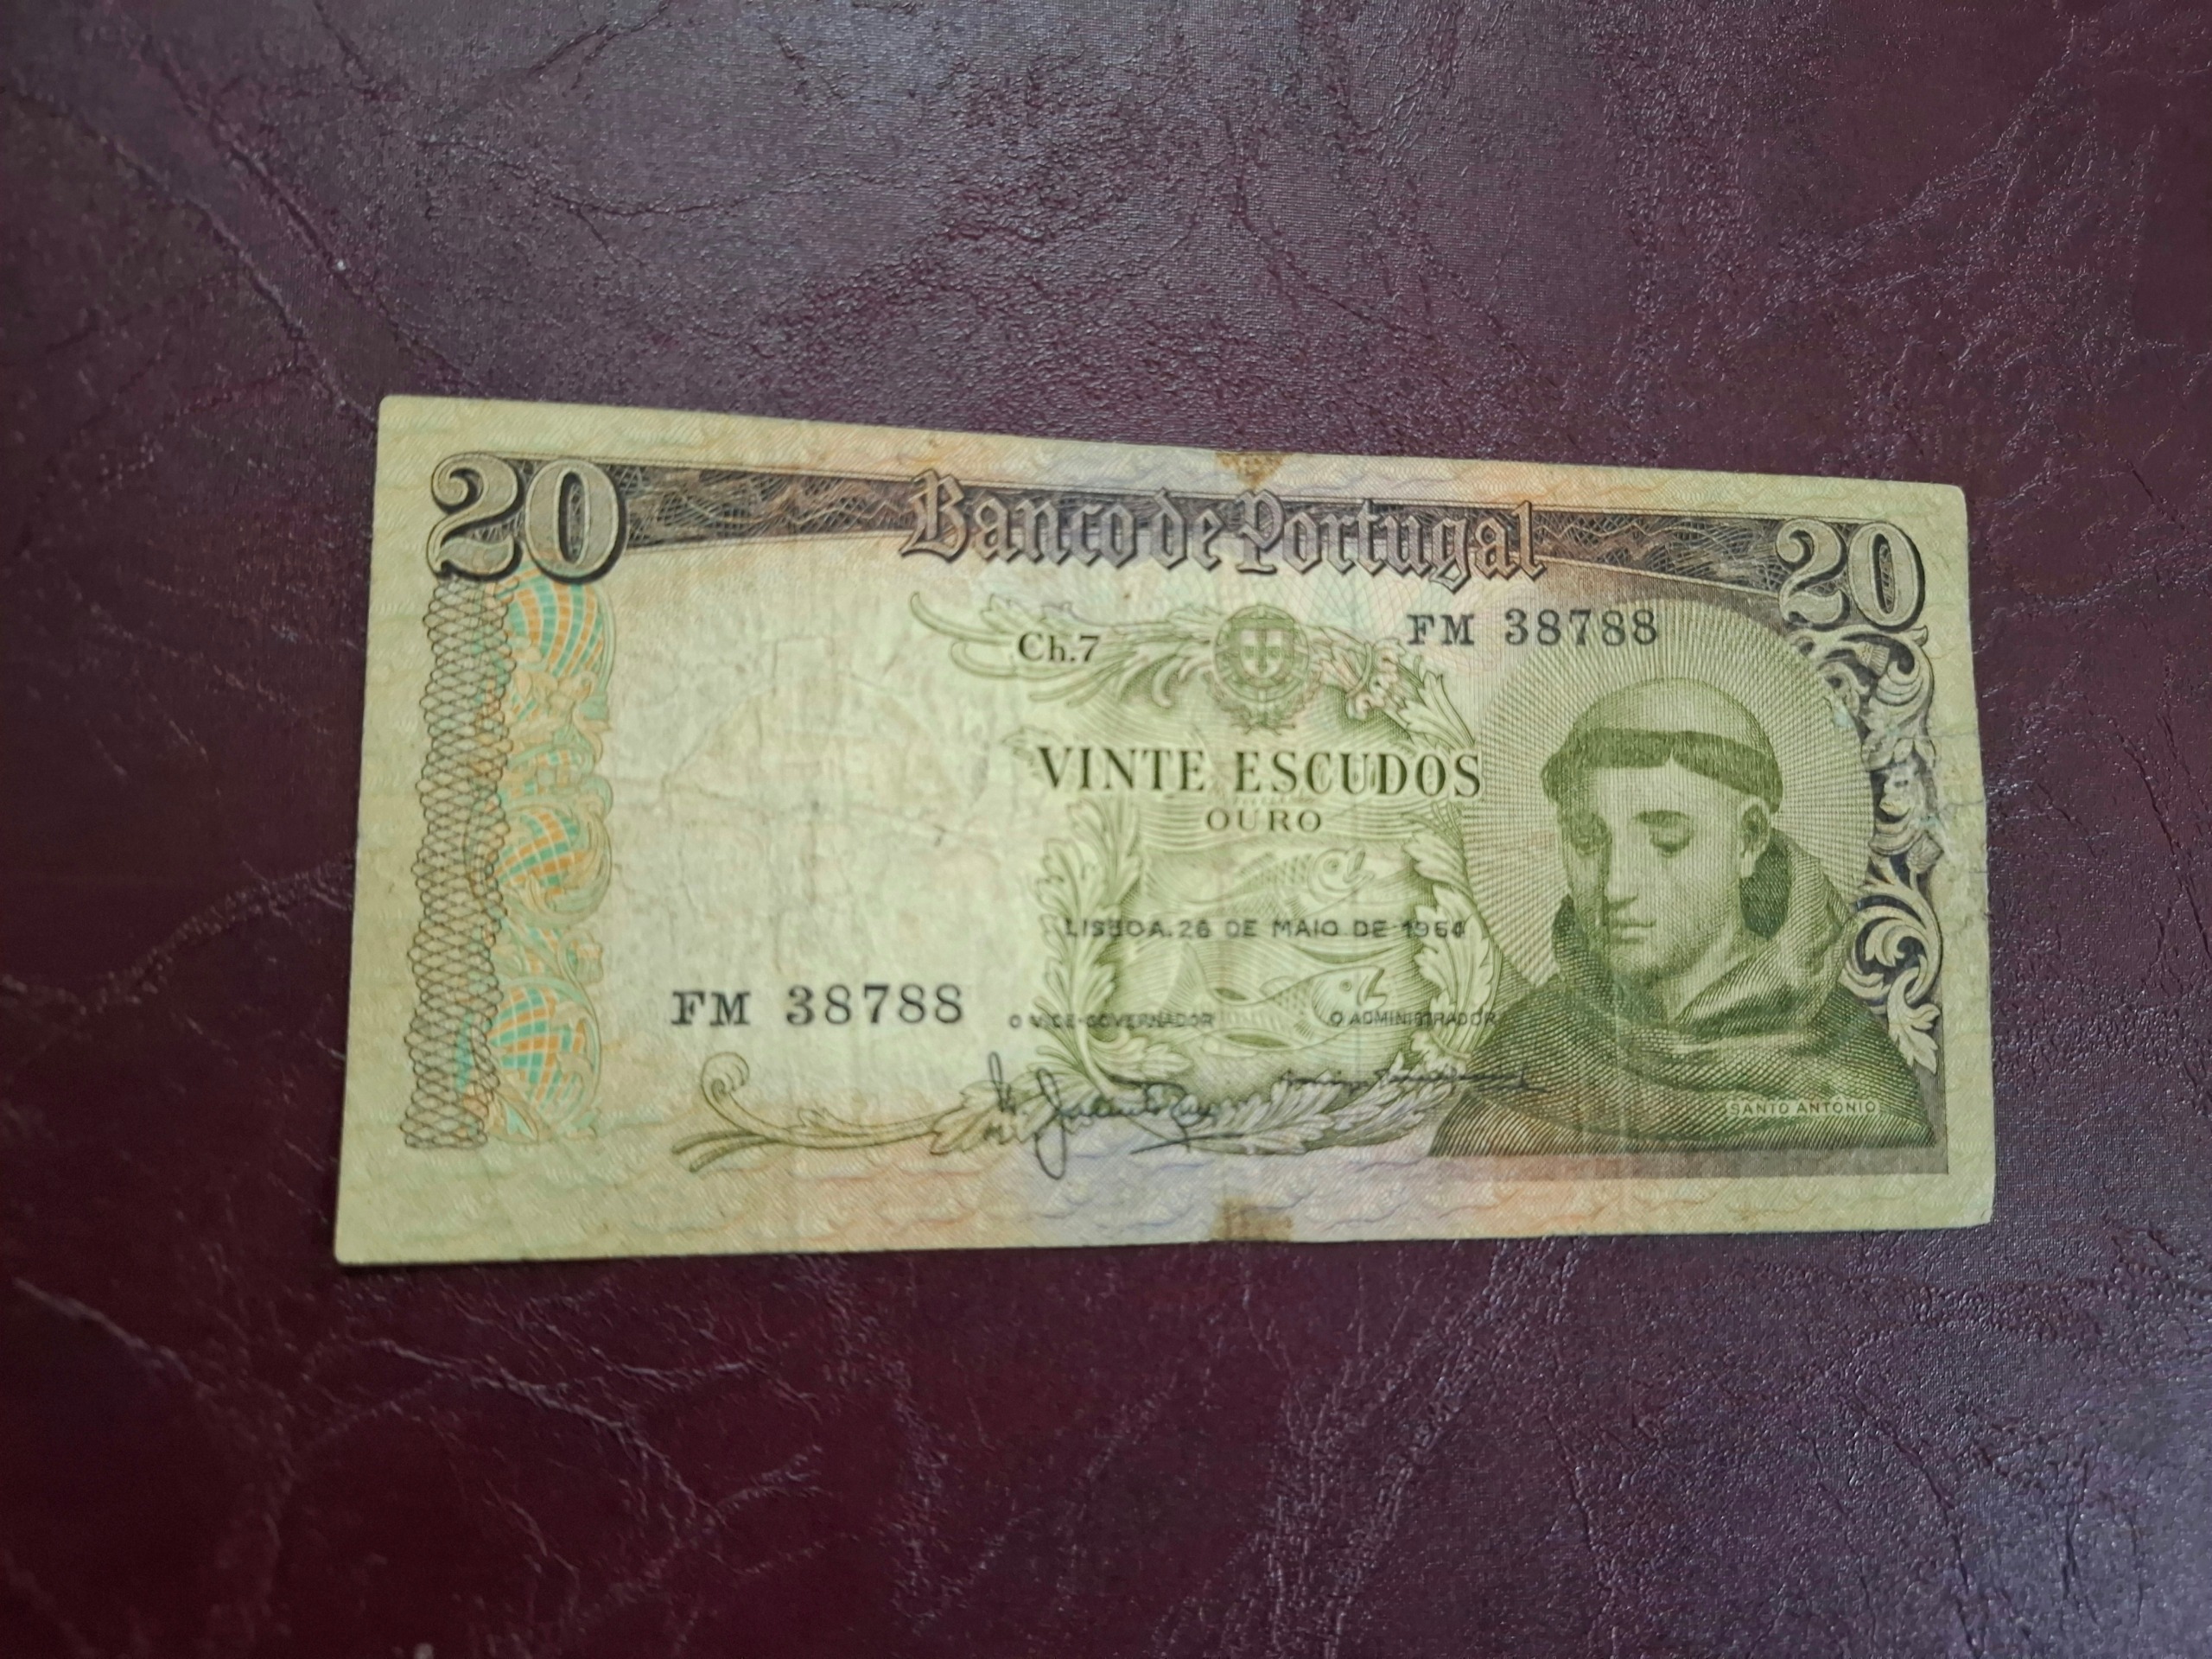 20 Banco de Portugal 20
Ch.7 FM 38788
VINTE ESCUDOS
OURO
LISBOA. 26 DE MAIO DE 1964
FM 38788
O VICE-GOVERNADOR O ADMINISTRADOR
SANTO ANTÓNIO